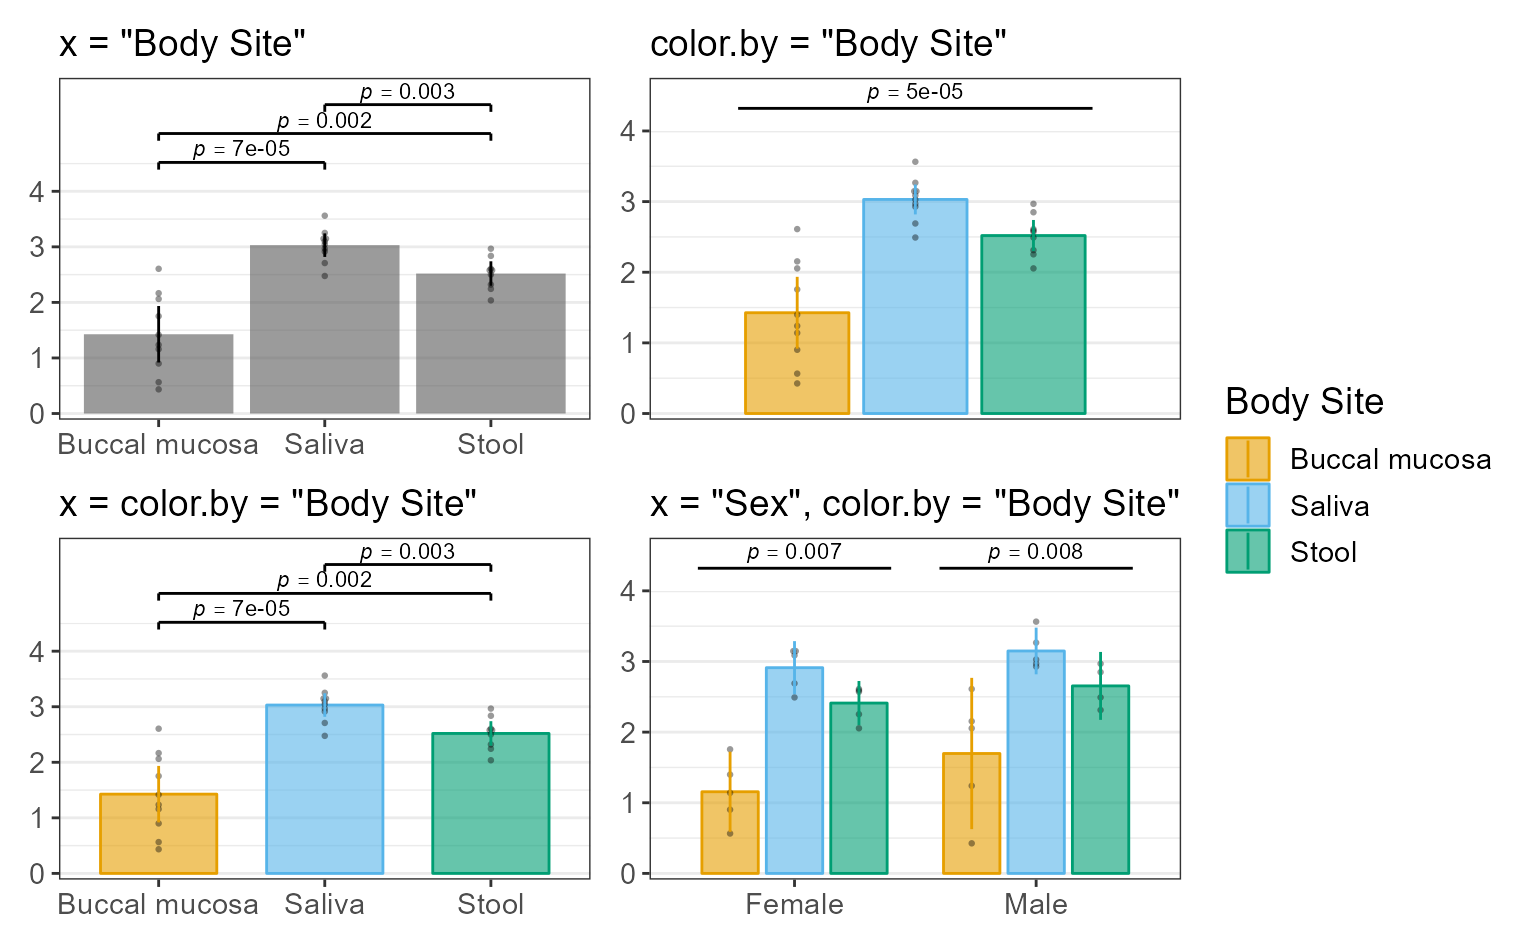 x = "Body Site"
p = 0.003
p = 0.002
p = 7e-05
4
3
2
1
0
Buccal mucosa Saliva Stool
color.by = "Body Site"
p = 5e-05
4
3
2
1
0
x = color.by = "Body Site"
p = 0.003
p = 0.002
p = 7e-05
4
3
2
1
0
Buccal mucosa Saliva Stool
x = "Sex", color.by = "Body Site"
p = 0.007 p = 0.008
4
3
2
1
0
Female Male
Body Site
Buccal mucosa
Saliva
Stool